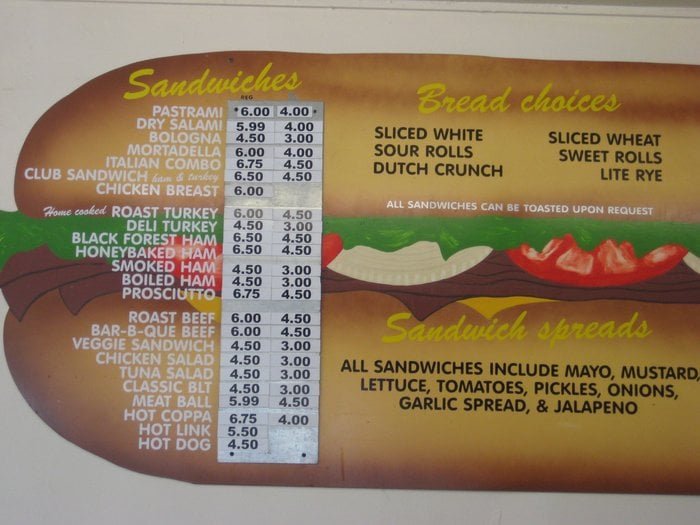 Sandwiches
REG.
PASTRAMI 6.00 4.00
DRY SALAMI 5.99 4.00
BOLOGNA 4.50 3.00
MORTADELLA 6.00 4.00
ITALIAN COMBO 6.75 4.50
CLUB SANDWICH ham & turkey 6.50 4.50
CHICKEN BREAST 6.00
Home cooked ROAST TURKEY 6.00 4.50
DELI TURKEY 4.50 3.00
BLACK FOREST HAM 6.50 4.50
HONEYBAKED HAM 6.50 4.50
SMOKED HAM 4.50 3.00
BOILED HAM 4.50 3.00
PROSCIUTTO 6.75 4.50
ROAST BEEF 6.00 4.50
BAR-B-QUE BEEF 6.00 4.50
VEGGIE SANDWICH 4.50 3.00
CHICKEN SALAD 4.50 3.00
TUNA SALAD 4.50 3.00
CLASSIC BLT 4.50 3.00
MEAT BALL 5.99 4.50
HOT COPPA 6.75 4.00
HOT LINK 5.50
HOT DOG 4.50
Bread choices
SLICED WHITE
SOUR ROLLS
DUTCH CRUNCH
SLICED WHEAT
SWEET ROLLS
LITE RYE
ALL SANDWICHES CAN BE TOASTED UPON REQUEST
Sandwich spreads
ALL SANDWICHES INCLUDE MAYO, MUSTARD,
LETTUCE, TOMATOES, PICKLES, ONIONS,
GARLIC SPREAD, & JALAPENO